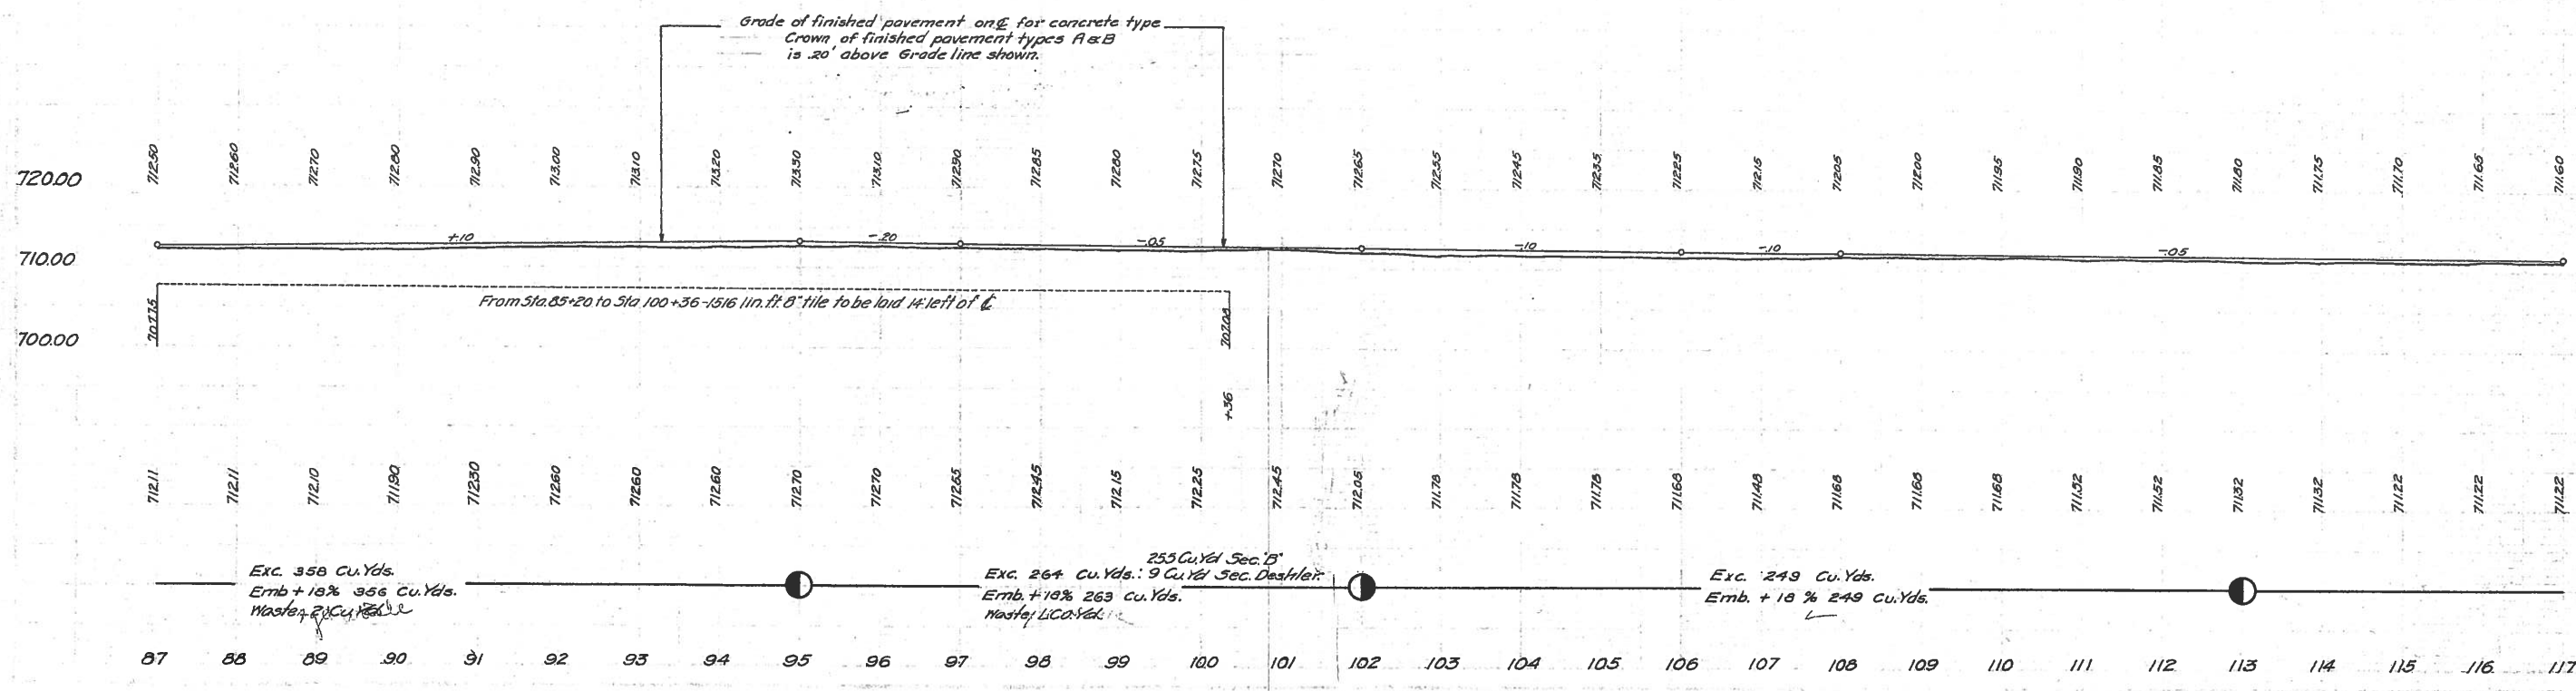 Grade of finished pavement on ℄ for concrete type
Crown of finished pavement types A & B
is .20' above Grade line shown.
712.50 712.60 712.70 712.80 712.90 713.00 713.10 713.20 713.30 713.10 712.90 712.85 712.80 712.75 712.70 712.65 712.55 712.45 712.35 712.25 712.15 712.05 712.00 711.95 711.90 711.85 711.80 711.75 711.70 711.65 711.60
720.00
+.10 -.20 -.05 -.10 -.10 -.05
710.00
From Sta. 85+20 to Sta 100+36-1516 lin. ft. 8" tile to be laid 14' left of ℄
707.75 707.08
700.00
+36
712.11 712.11 712.10 711.90 712.30 712.60 712.60 712.60 712.70 712.70 712.65 712.45 712.15 712.25 712.45 712.05 711.78 711.78 711.78 711.68 711.48 711.68 711.68 711.68 711.52 711.52 711.32 711.32 711.22 711.22 711.22
Exc. 358 Cu. Yds.
Emb + 18% 356 Cu. Yds.
Waste, 2 Cu.
255 Cu. Yd Sec. "B"
Exc. 264 Cu. Yds.: 9 Cu Yd Sec. Deshler.
Emb. + 18% 263 Cu. Yds.
Waste, 1 Cu. Yd.
Exc. 249 Cu. Yds.
Emb. + 18 % 249 Cu. Yds.
87 88 89 90 91 92 93 94 95 96 97 98 99 100 101 102 103 104 105 106 107 108 109 110 111 112 113 114 115 116 117